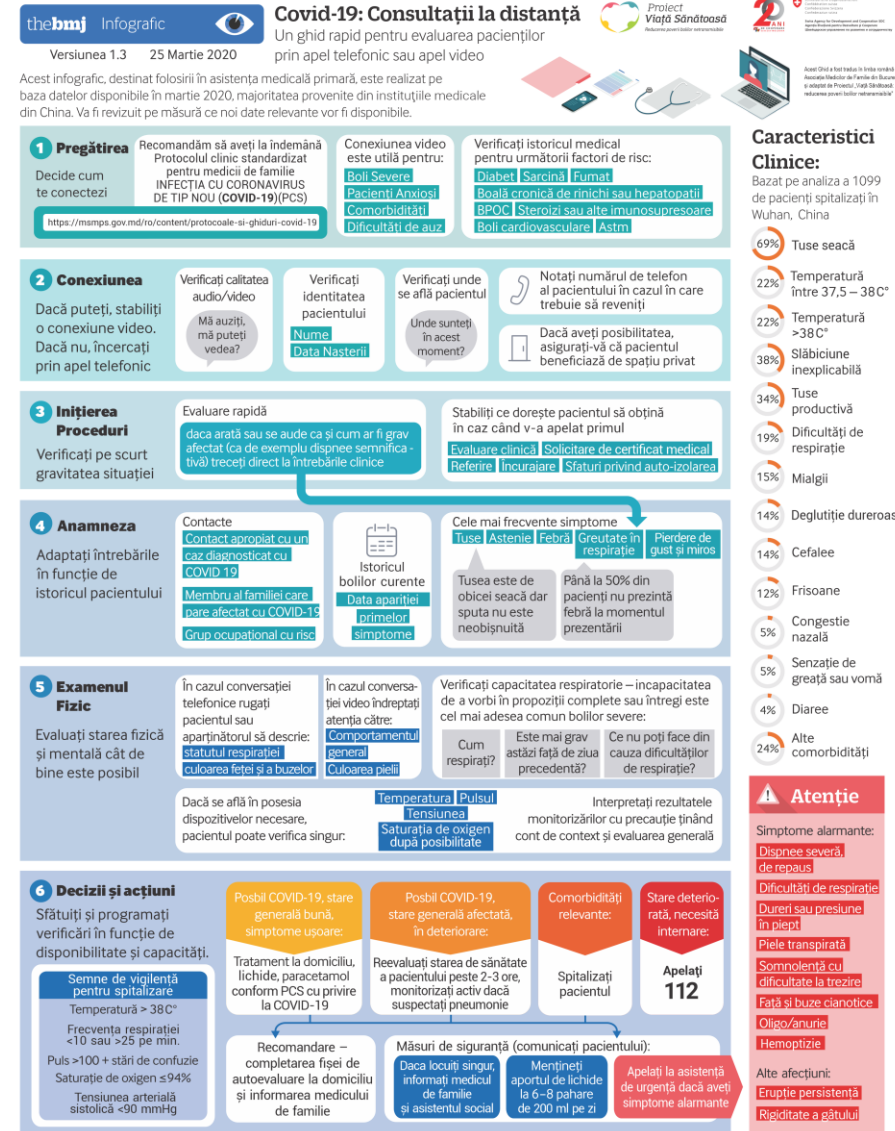 thebmj Infografic
Versiunea 1.3 25 Martie 2020
Covid-19: Consultații la distanță
Un ghid rapid pentru evaluarea pacienților
prin apel telefonic sau apel video
Proiect
Viață Sănătoasă
Reducerea poverii bolilor netransmisibile
20
ANI
Acest infografic, destinat folosirii în asistența medicală primară, este realizat pe
baza datelor disponibile în martie 2020, majoritatea provenite din instituțiile medicale
din China. Va fi revizuit pe măsură ce noi date relevante vor fi disponibile.
Acest Ghid a fost tradus în limba română
Asociația Medicilor de Familie din Bucure
și adaptat de Proiectul „Viață Sănătoasă:
reducerea poverii bolilor netransmisibile”
1 Pregătirea
Decide cum
te conectezi
Recomandăm să aveți la îndemână
Protocolul clinic standardizat
pentru medicii de familie
INFECȚIA CU CORONAVIRUS
DE TIP NOU (COVID-19)(PCS)
https://msmps.gov.md/ro/content/protocoale-si-ghiduri-covid-19
Conexiunea video
este utilă pentru:
Boli Severe
Pacienți Anxioși
Comorbidități
Dificultăți de auz
Verificați istoricul medical
pentru următorii factori de risc:
Diabet Sarcină Fumat
Boală cronică de rinichi sau hepatopatii
BPOC Steroizi sau alte imunosupresoare
Boli cardiovasculare Astm
2 Conexiunea
Dacă puteți, stabiliți
o conexiune video.
Dacă nu, încercați
prin apel telefonic
Verificați calitatea
audio/video
Mă auziți,
mă puteți
vedea?
Verificați
identitatea
pacientului
Nume
Data Nașterii
Verificați unde
se află pacientul
Unde sunteți
în acest
moment?
Notați numărul de telefon
al pacientului în cazul în care
trebuie să reveniți
Dacă aveți posibilitatea,
asigurați-vă că pacientul
beneficiază de spațiu privat
3 Inițierea
Proceduri
Verificați pe scurt
gravitatea situației
Evaluare rapidă
daca arată sau se aude ca și cum ar fi grav
afectat (ca de exemplu dispnee semnifica -
tivă) treceți direct la întrebările clinice
Stabiliți ce dorește pacientul să obțină
în caz când v-a apelat primul
Evaluare clinică Solicitare de certificat medical
Referire Încurajare Sfaturi privind auto-izolarea
4 Anamneza
Adaptați întrebările
în funcție de
istoricul pacientului
Contacte
Contact apropiat cu un
caz diagnosticat cu
COVID 19
Membru al familiei care
pare afectat cu COVID-19
Grup ocupațional cu risc
Istoricul
bolilor curente
Data apariției
primelor
simptome
Cele mai frecvente simptome
Tuse Astenie Febră Greutate în
respirație Pierdere de
gust și miros
Tusea este de
obicei seacă dar
sputa nu este
neobișnuită
Până la 50% din
pacienți nu prezintă
febră la momentul
prezentării
5 Examenul
Fizic
Evaluați starea fizică
și mentală cât de
bine este posibil
În cazul conversației
telefonice rugați
pacientul sau
aparținătorul să descrie:
statutul respirației
culoarea feței și a buzelor
În cazul conversa-
ției video îndreptați
atenția către:
Comportamentul
general
Culoarea pielii
Verificați capacitatea respiratorie – incapacitatea
de a vorbi în propoziții complete sau întregi este
cel mai adesea comun bolilor severe:
Cum
respirați?
Este mai grav
astăzi față de ziua
precedentă?
Ce nu poți face din
cauza dificultăților
de respirație?
Dacă se află în posesia
dispozitivelor necesare,
pacientul poate verifica singur:
Temperatura Pulsul
Tensiunea
Saturația de oxigen
după posibilitate
Interpretați rezultatele
monitorizărilor cu precauție ținând
cont de context și evaluarea generală
6 Decizii și acțiuni
Sfătuiți și programați
verificări în funcție de
disponibilitate și capacități.
Semne de vigilență
pentru spitalizare
Temperatură > 38C°
Frecvența respirației
<10 sau >25 pe min.
Puls >100 + stări de confuzie
Saturație de oxigen ≤94%
Tensiunea arterială
sistolică <90 mmHg
Posbil COVID-19, stare
generală bună,
simptome ușoare:
Tratament la domiciliu,
lichide, paracetamol
conform PCS cu privire
la COVID-19
Posbil COVID-19,
stare generală afectată,
în deteriorare:
Reevaluați starea de sănătate
a pacientului peste 2-3 ore,
monitorizați activ dacă
suspectați pneumonie
Comorbidități
relevante:
Spitalizați
pacientul
Stare deterio-
rată, necesită
internare:
Apelați
112
Recomandare –
completarea fișei de
autoevaluare la domiciliu
și informarea medicului
de familie
Măsuri de siguranță (comunicați pacientului):
Daca locuiți singur,
informați medicul
de familie
și asistentul social
Mențineți
aportul de lichide
la 6–8 pahare
de 200 ml pe zi
Apelați la asistență
de urgență dacă aveți
simptome alarmante
Caracteristici
Clinice:
Bazat pe analiza a 1099
de pacienți spitalizați în
Wuhan, China
69% Tuse seacă
22% Temperatură
între 37,5 – 38C°
22% Temperatură
>38C°
38% Slăbiciune
inexplicabilă
34% Tuse
productivă
19% Dificultăți de
respirație
15% Mialgii
14% Deglutiție dureroas
14% Cefalee
12% Frisoane
5% Congestie
nazală
5% Senzație de
greață sau vomă
4% Diaree
24% Alte
comorbidități
Atenție
Simptome alarmante:
Dispnee severă,
de repaus
Dificultăți de respirație
Dureri sau presiune
în piept
Piele transpirată
Somnolență cu
dificultate la trezire
Față și buze cianotice
Oligo/anurie
Hemoptizie
Alte afecțiuni:
Erupție persistentă
Rigiditate a gâtului